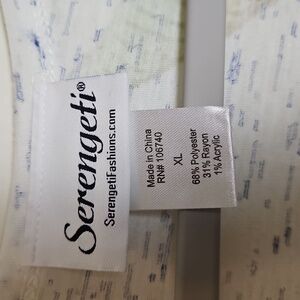 Serengeti®
SerengetiFashions.com
Made in China
RN# 106740
XL
68% Polyester
31% Rayon
1% Acrylic